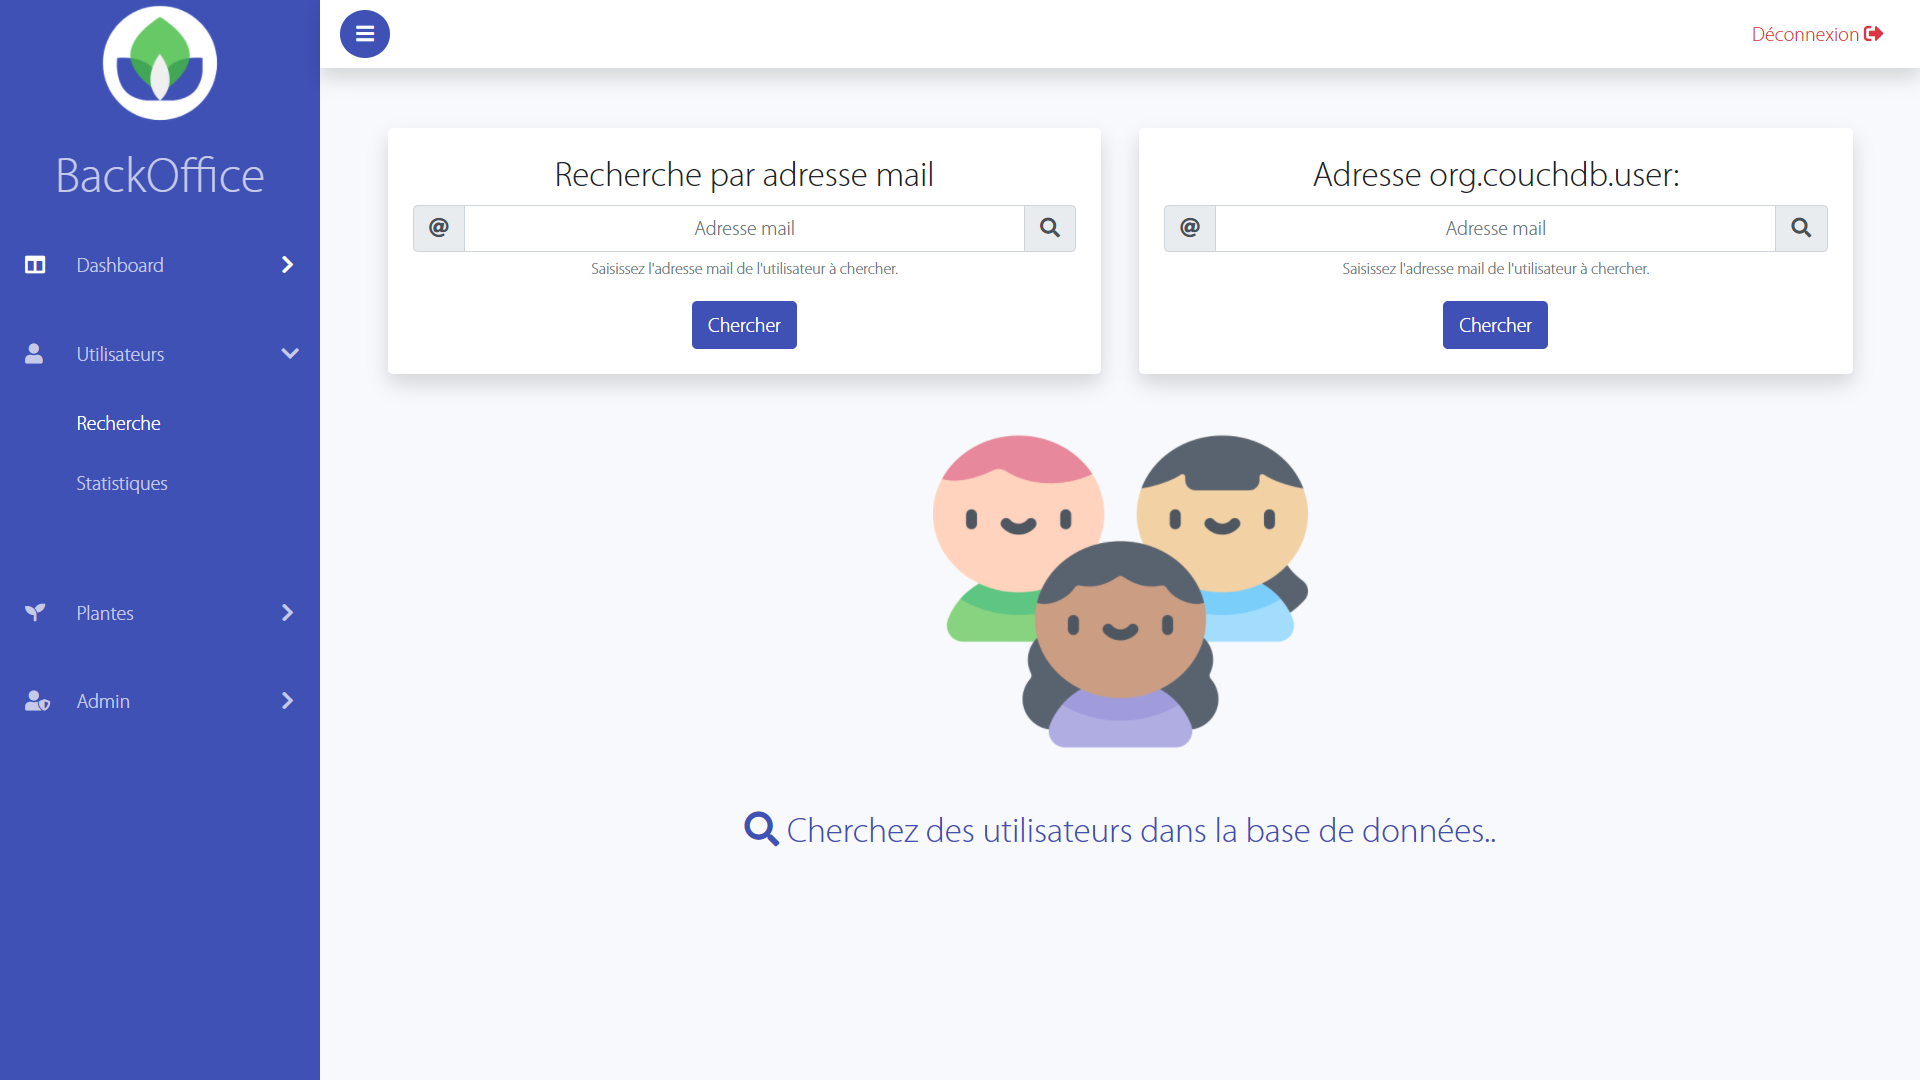 BackOffice
Dashboard
Utilisateurs
Recherche
Statistiques
Plantes
Admin
Déconnexion
Recherche par adresse mail
@ Adresse mail
Saisissez l'adresse mail de l'utilisateur à chercher.
Chercher
Adresse org.couchdb.user:
@ Adresse mail
Saisissez l'adresse mail de l'utilisateur à chercher.
Chercher
Cherchez des utilisateurs dans la base de données..